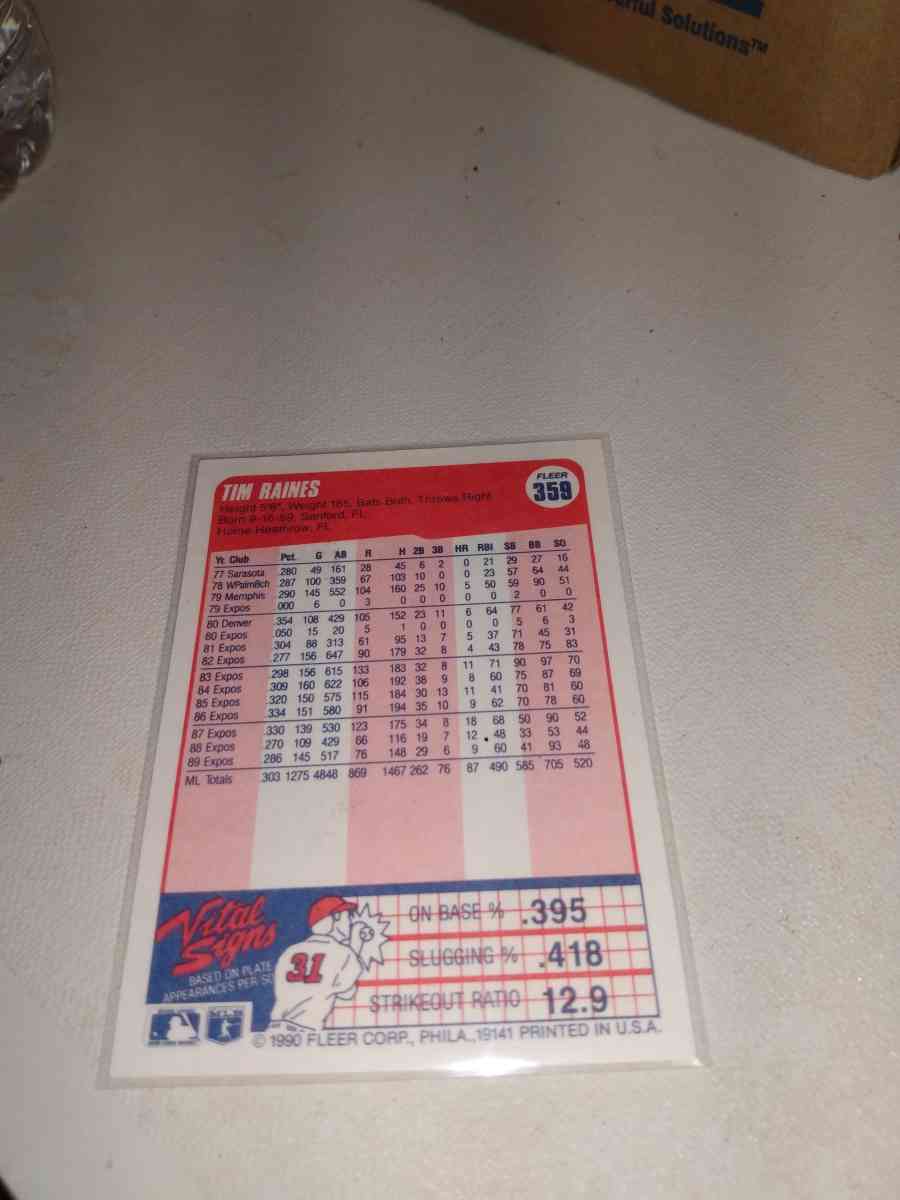 erful Solutions™
TIM RAINES
FLEER
359
Height 5'8", Weight 185, Bats Both, Throws Right
Born 9-16-59, Sanford, FL
Home Heathrow, FL
Yr. Club Pct. G AB R H 2B 3B HR RBI SB BB SO
77 Sarasota .280 49 161 28 45 6 2 0 21 29 27 16
78 WPalmBch .287 100 359 67 103 10 0 0 23 57 64 44
79 Memphis .290 145 552 104 160 25 10 5 50 59 90 51
79 Expos .000 6 0 3 0 0 0 0 0 2 0 0
80 Denver .354 108 429 105 152 23 11 6 64 77 61 42
80 Expos .050 15 20 5 1 0 0 0 0 5 6 3
81 Expos .304 88 313 61 95 13 7 5 37 71 45 31
82 Expos .277 156 647 90 179 32 8 4 43 78 75 83
83 Expos .298 156 615 133 183 32 8 11 71 90 97 70
84 Expos .309 160 622 106 192 38 9 8 60 75 87 69
85 Expos .320 150 575 115 184 30 13 11 41 70 81 60
86 Expos .334 151 580 91 194 35 10 9 62 70 78 60
87 Expos .330 139 530 123 175 34 8 18 68 50 90 52
88 Expos .270 109 429 66 116 19 7 12 48 33 53 44
89 Expos .286 145 517 76 148 29 6 9 60 41 93 48
ML Totals .303 1275 4848 869 1467 262 76 87 490 585 705 520
Vital
Signs
BASED ON PLATE
APPEARANCES PER SO
31
ON BASE % .395
SLUGGING % .418
STRIKEOUT RATIO 12.9
© 1990 FLEER CORP., PHILA., 19141 PRINTED IN U.S.A.